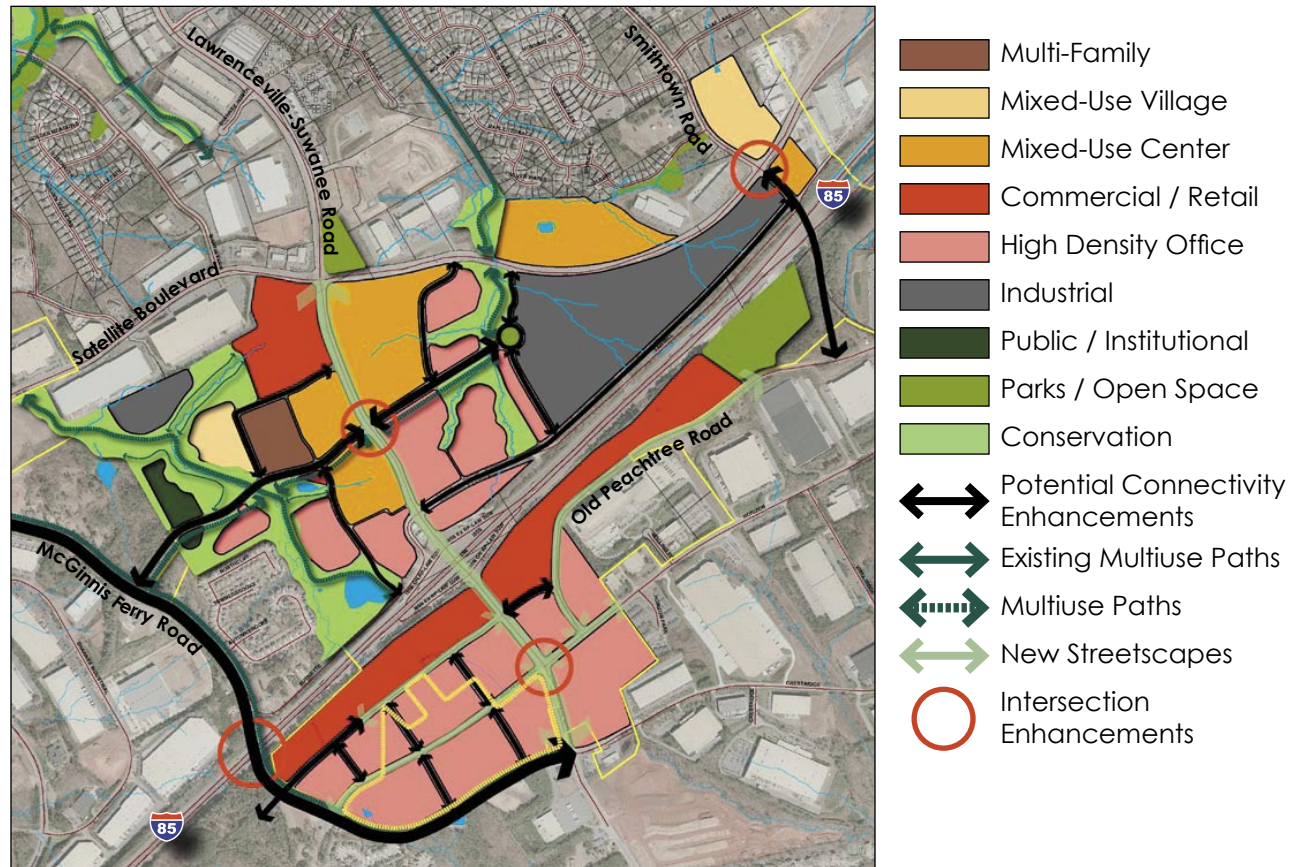 Lawrenceville-Suwanee Road
Smithtown Road
85
Satellite Boulevard
Old Peachtree Road
McGinnis Ferry Road
85
Multi-Family
Mixed-Use Village
Mixed-Use Center
Commercial / Retail
High Density Office
Industrial
Public / Institutional
Parks / Open Space
Conservation
Potential Connectivity
Enhancements
Existing Multiuse Paths
Multiuse Paths
New Streetscapes
Intersection
Enhancements